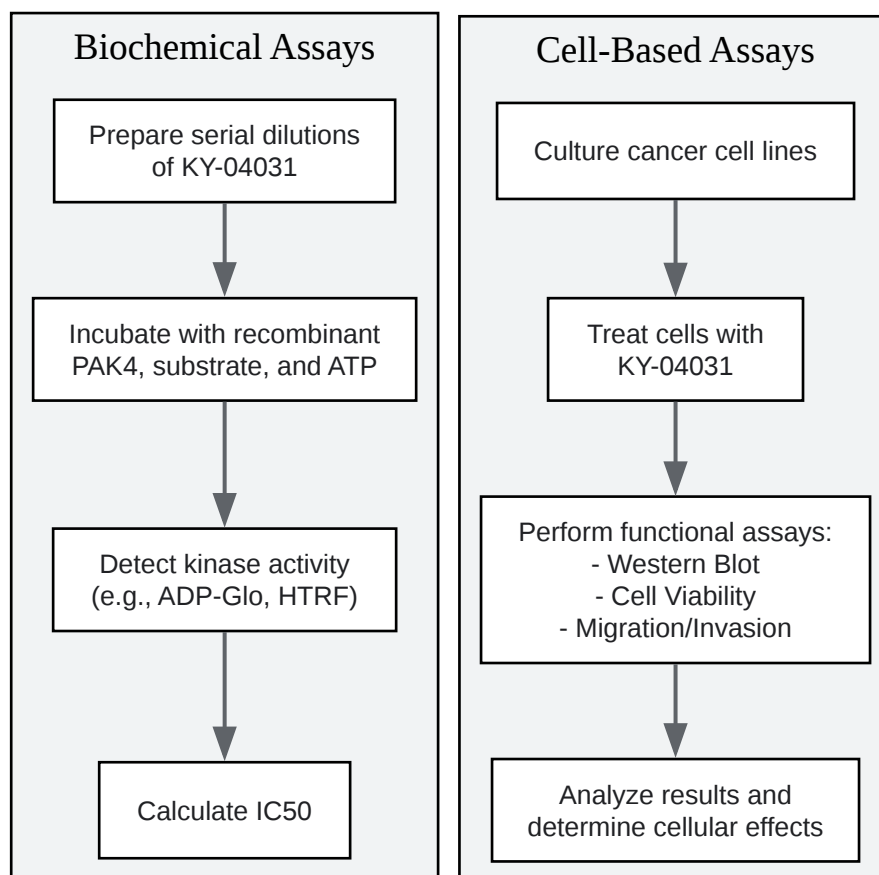 Biochemical Assays
Prepare serial dilutions
of KY-04031
Incubate with recombinant
PAK4, substrate, and ATP
Detect kinase activity
(e.g., ADP-Glo, HTRF)
Calculate IC50
Cell-Based Assays
Culture cancer cell lines
Treat cells with
KY-04031
Perform functional assays:
- Western Blot
- Cell Viability
- Migration/Invasion
Analyze results and
determine cellular effects